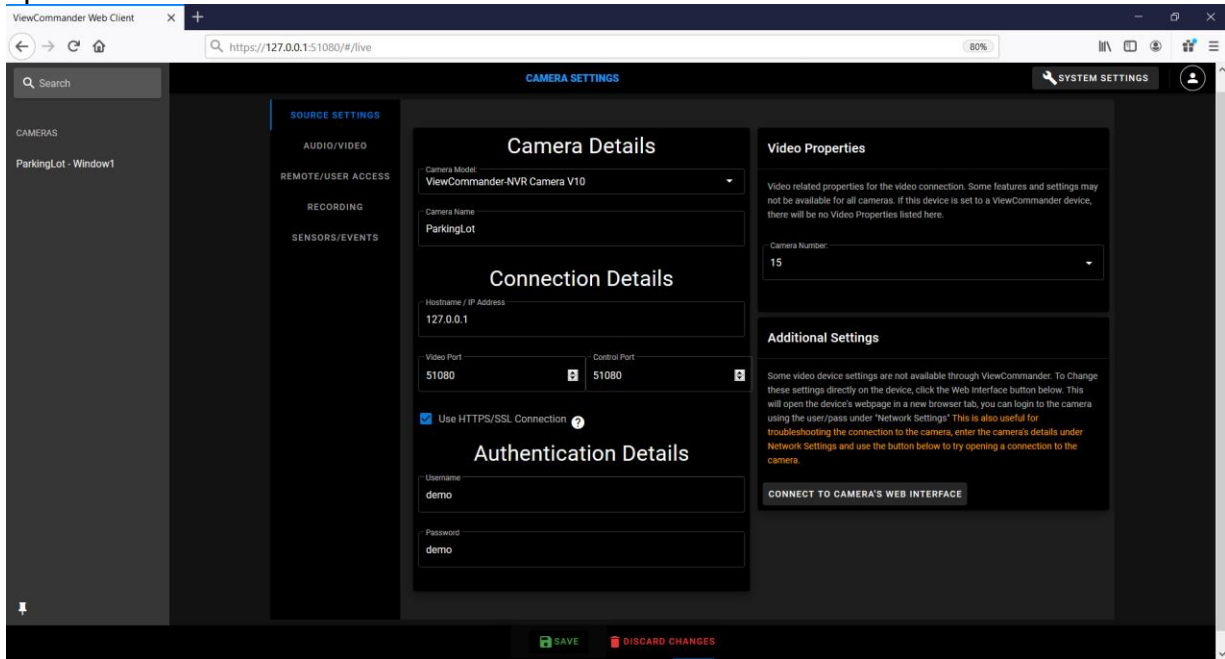 ViewCommander Web Client
https://127.0.0.1:51080/#/live
80%
Search
CAMERA SETTINGS
SYSTEM SETTINGS
CAMERAS
ParkingLot - Window1
SOURCE SETTINGS
AUDIO/VIDEO
REMOTE/USER ACCESS
RECORDING
SENSORS/EVENTS
Camera Details
Camera Model:
ViewCommander-NVR Camera V10
Camera Name
ParkingLot
Connection Details
Hostname / IP Address
127.0.0.1
Video Port
51080
Control Port
51080
Use HTTPS/SSL Connection ?
Authentication Details
Username
demo
Password
demo
Video Properties
Video related properties for the video connection. Some features and settings may
not be available for all cameras. If this device is set to a ViewCommander device,
there will be no Video Properties listed here.
Camera Number:
15
Additional Settings
Some video device settings are not available through ViewCommander. To Change
these settings directly on the device, click the Web Interface button below. This
will open the device's webpage in a new browser tab, you can login to the camera
using the user/pass under "Network Settings" This is also useful for
troubleshooting the connection to the camera, enter the camera's details under
Network Settings and use the button below to try opening a connection to the
camera.
CONNECT TO CAMERA'S WEB INTERFACE
SAVE
DISCARD CHANGES